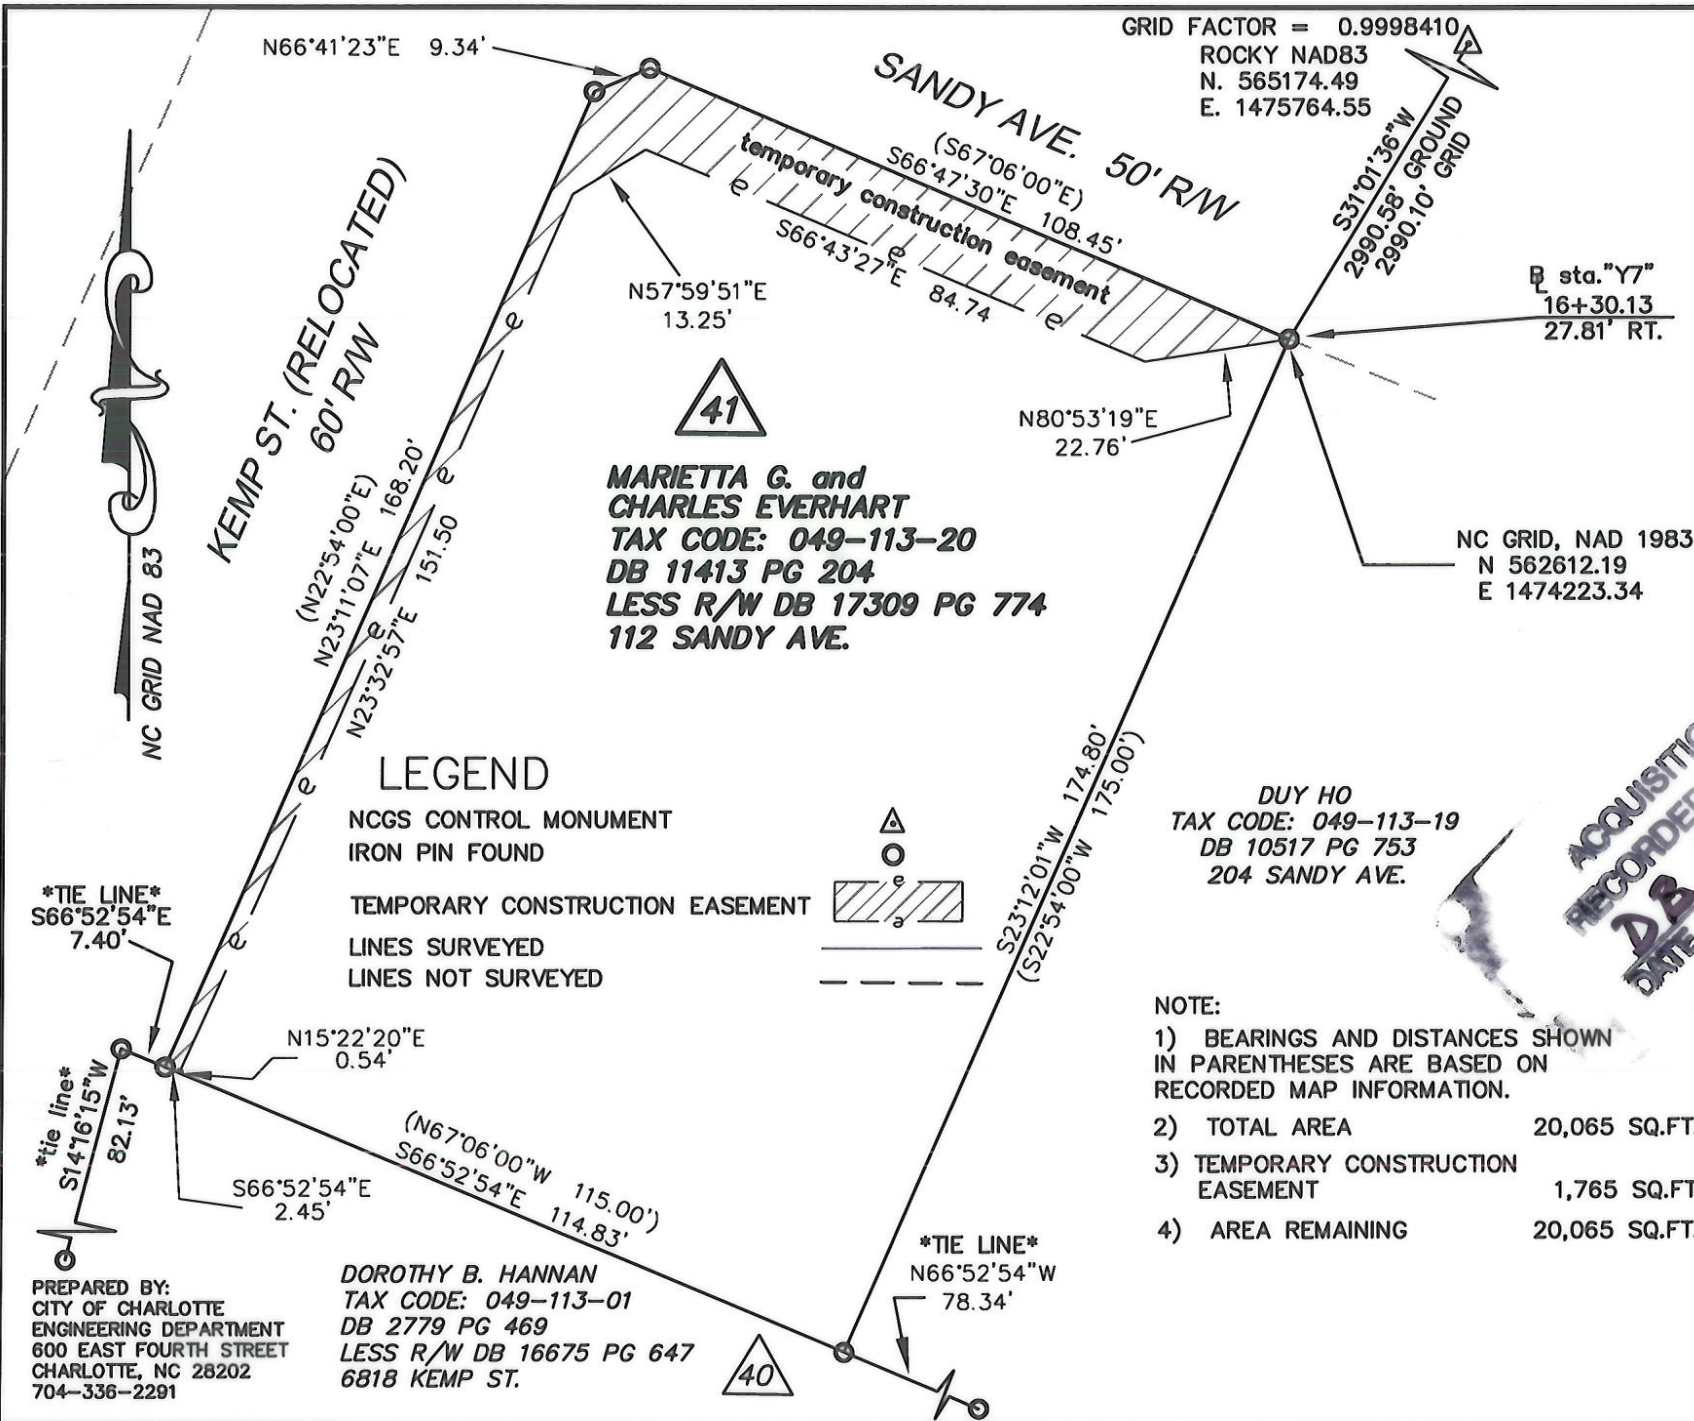 GRID FACTOR = 0.9998410
ROCKY NAD83
N. 565174.49
E. 1475764.55
N66°41'23"E 9.34'
SANDY AVE. 50' R/W
(S67°06'00"E)
S66°47'30"E 108.45'
temporary construction easement
e
e
e
S66°43'27"E 84.74
S31°01'36"W
2990.58' GROUND
2990.10' GRID
BL sta."Y7"
16+30.13
27.81' RT.
N57°59'51"E
13.25'
N80°53'19"E
22.76'
NC GRID, NAD 1983
N 562612.19
E 1474223.34
KEMP ST. (RELOCATED)
60' R/W
NC GRID NAD 83
(N22°54'00"E)
N23°11'07"E 168.20'
N23°32'57"E 151.50
e
e
e
e
e
41
MARIETTA G. and
CHARLES EVERHART
TAX CODE: 049-113-20
DB 11413 PG 204
LESS R/W DB 17309 PG 774
112 SANDY AVE.
S23°12'01"W 174.80'
(S22°54'00"W 175.00')
LEGEND
NCGS CONTROL MONUMENT
IRON PIN FOUND
TEMPORARY CONSTRUCTION EASEMENT
e
e
LINES SURVEYED
LINES NOT SURVEYED
DUY HO
TAX CODE: 049-113-19
DB 10517 PG 753
204 SANDY AVE.
RECORDED
DB
DATE
*TIE LINE*
S66°52'54"E
7.40'
N15°22'20"E
0.54'
*tie line*
S14°16'15"W
82.13'
S66°52'54"E
2.45'
(N67°06'00"W 115.00')
S66°52'54"E 114.83'
NOTE:
1) BEARINGS AND DISTANCES SHOWN
IN PARENTHESES ARE BASED ON
RECORDED MAP INFORMATION.
2) TOTAL AREA 20,065 SQ.FT.
3) TEMPORARY CONSTRUCTION
EASEMENT 1,765 SQ.FT
4) AREA REMAINING 20,065 SQ.FT.
*TIE LINE*
N66°52'54"W
78.34'
PREPARED BY:
CITY OF CHARLOTTE
ENGINEERING DEPARTMENT
600 EAST FOURTH STREET
CHARLOTTE, NC 28202
704-336-2291
DOROTHY B. HANNAN
TAX CODE: 049-113-01
DB 2779 PG 469
LESS R/W DB 16675 PG 647
6818 KEMP ST.
40